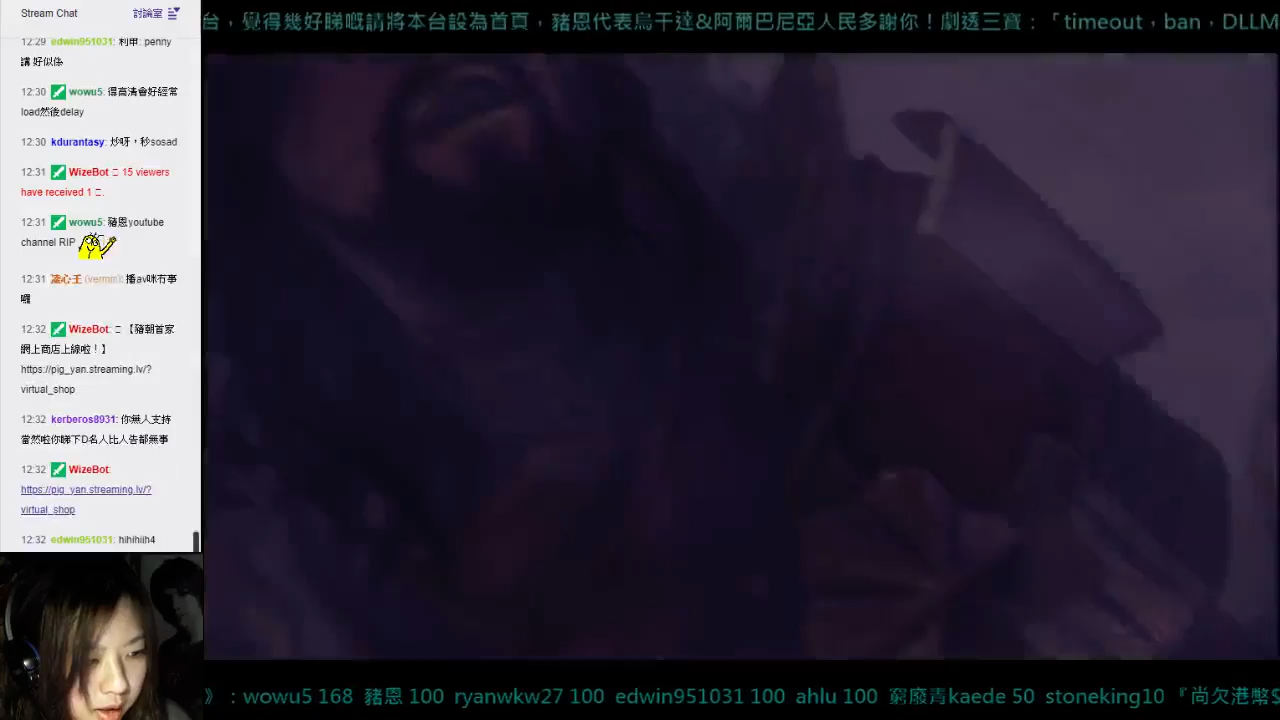 Stream Chat 討論室
台，覺得幾好睇嘅請將本台設為首頁，豬恩代表烏干達&阿爾巴尼亞人民多謝你！劇透三寶：「timeout，ban，DLLM
12:29 edwin951031: 利甲: penny
講 好似係
12:30 wowu5: 得高清會好經常
load然後delay
12:30 kdurantasy: 炒呀，秒sosad
12:31 WizeBot 15 viewers
have received 1
12:31 wowu5: 豬恩youtube
channel RIP
12:31 (vermin): 播av咪冇事
囉
12:32 WizeBot: 【豬朝首家
網上商店上線啦！】
https://pig_yan.streaming.lv/?
virtual_shop
12:32 kerberos8931: 你無人支持
當然啦你睇下D名人比人告都無事
12:32 WizeBot:
https://pig_yan.streaming.lv/?
virtual_shop
12:32 edwin951031: hihihiih4
》：wowu5 168 豬恩 100 ryanwkw27 100 edwin951031 100 ahlu 100 窮廢青kaede 50 stoneking10 『尚欠港幣$